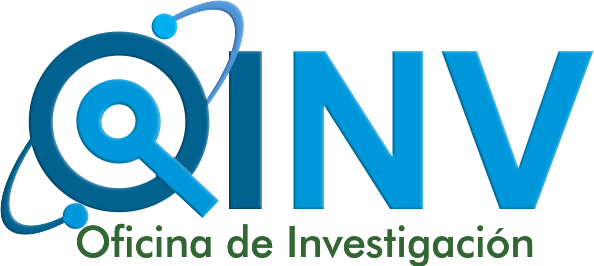 OINV
Oficina de Investigación